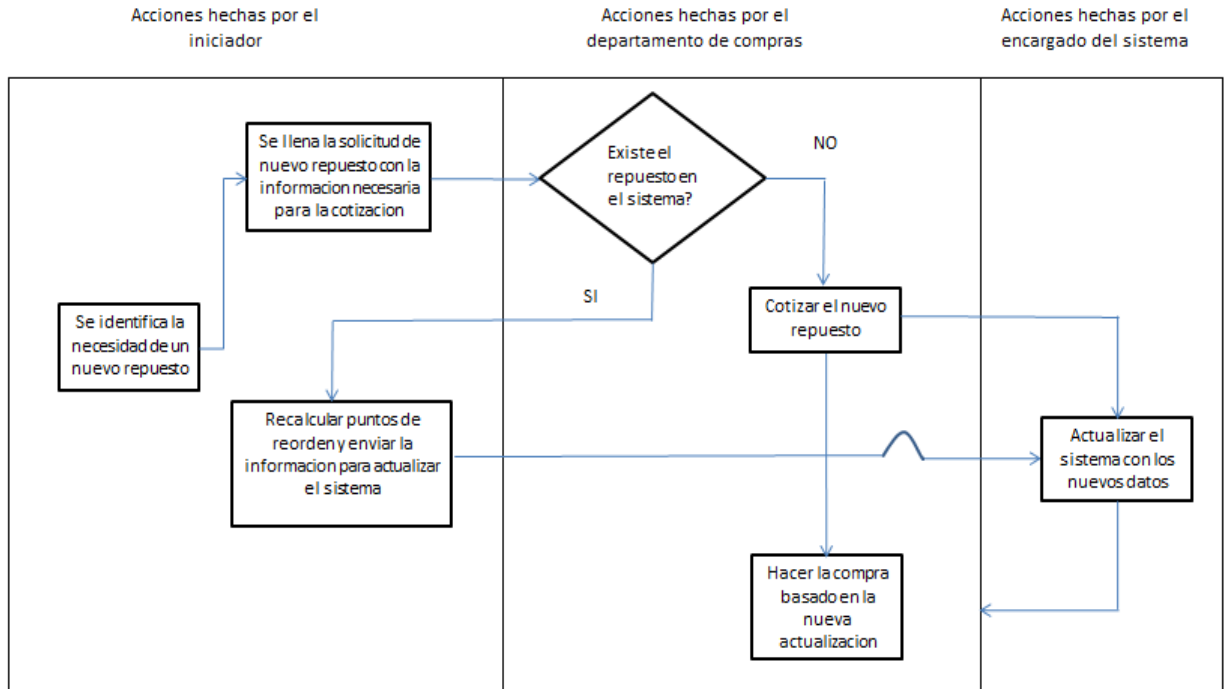 Acciones hechas por el
iniciador
Acciones hechas por el
departamento de compras
Acciones hechas por el
encargado del sistema
Se llena la solicitud de
nuevo repuesto con la
informacion necesaria
para la cotizacion
Existe el
repuesto en
el sistema?
NO
SI
Se identifica la
necesidad de un
nuevo repuesto
Cotizar el nuevo
repuesto
Recalcular puntos de
reorden y enviar la
informacion para actualizar
el sistema
Actualizar el
sistema con los
nuevos datos
Hacer la compra
basado en la
nueva
actualizacion